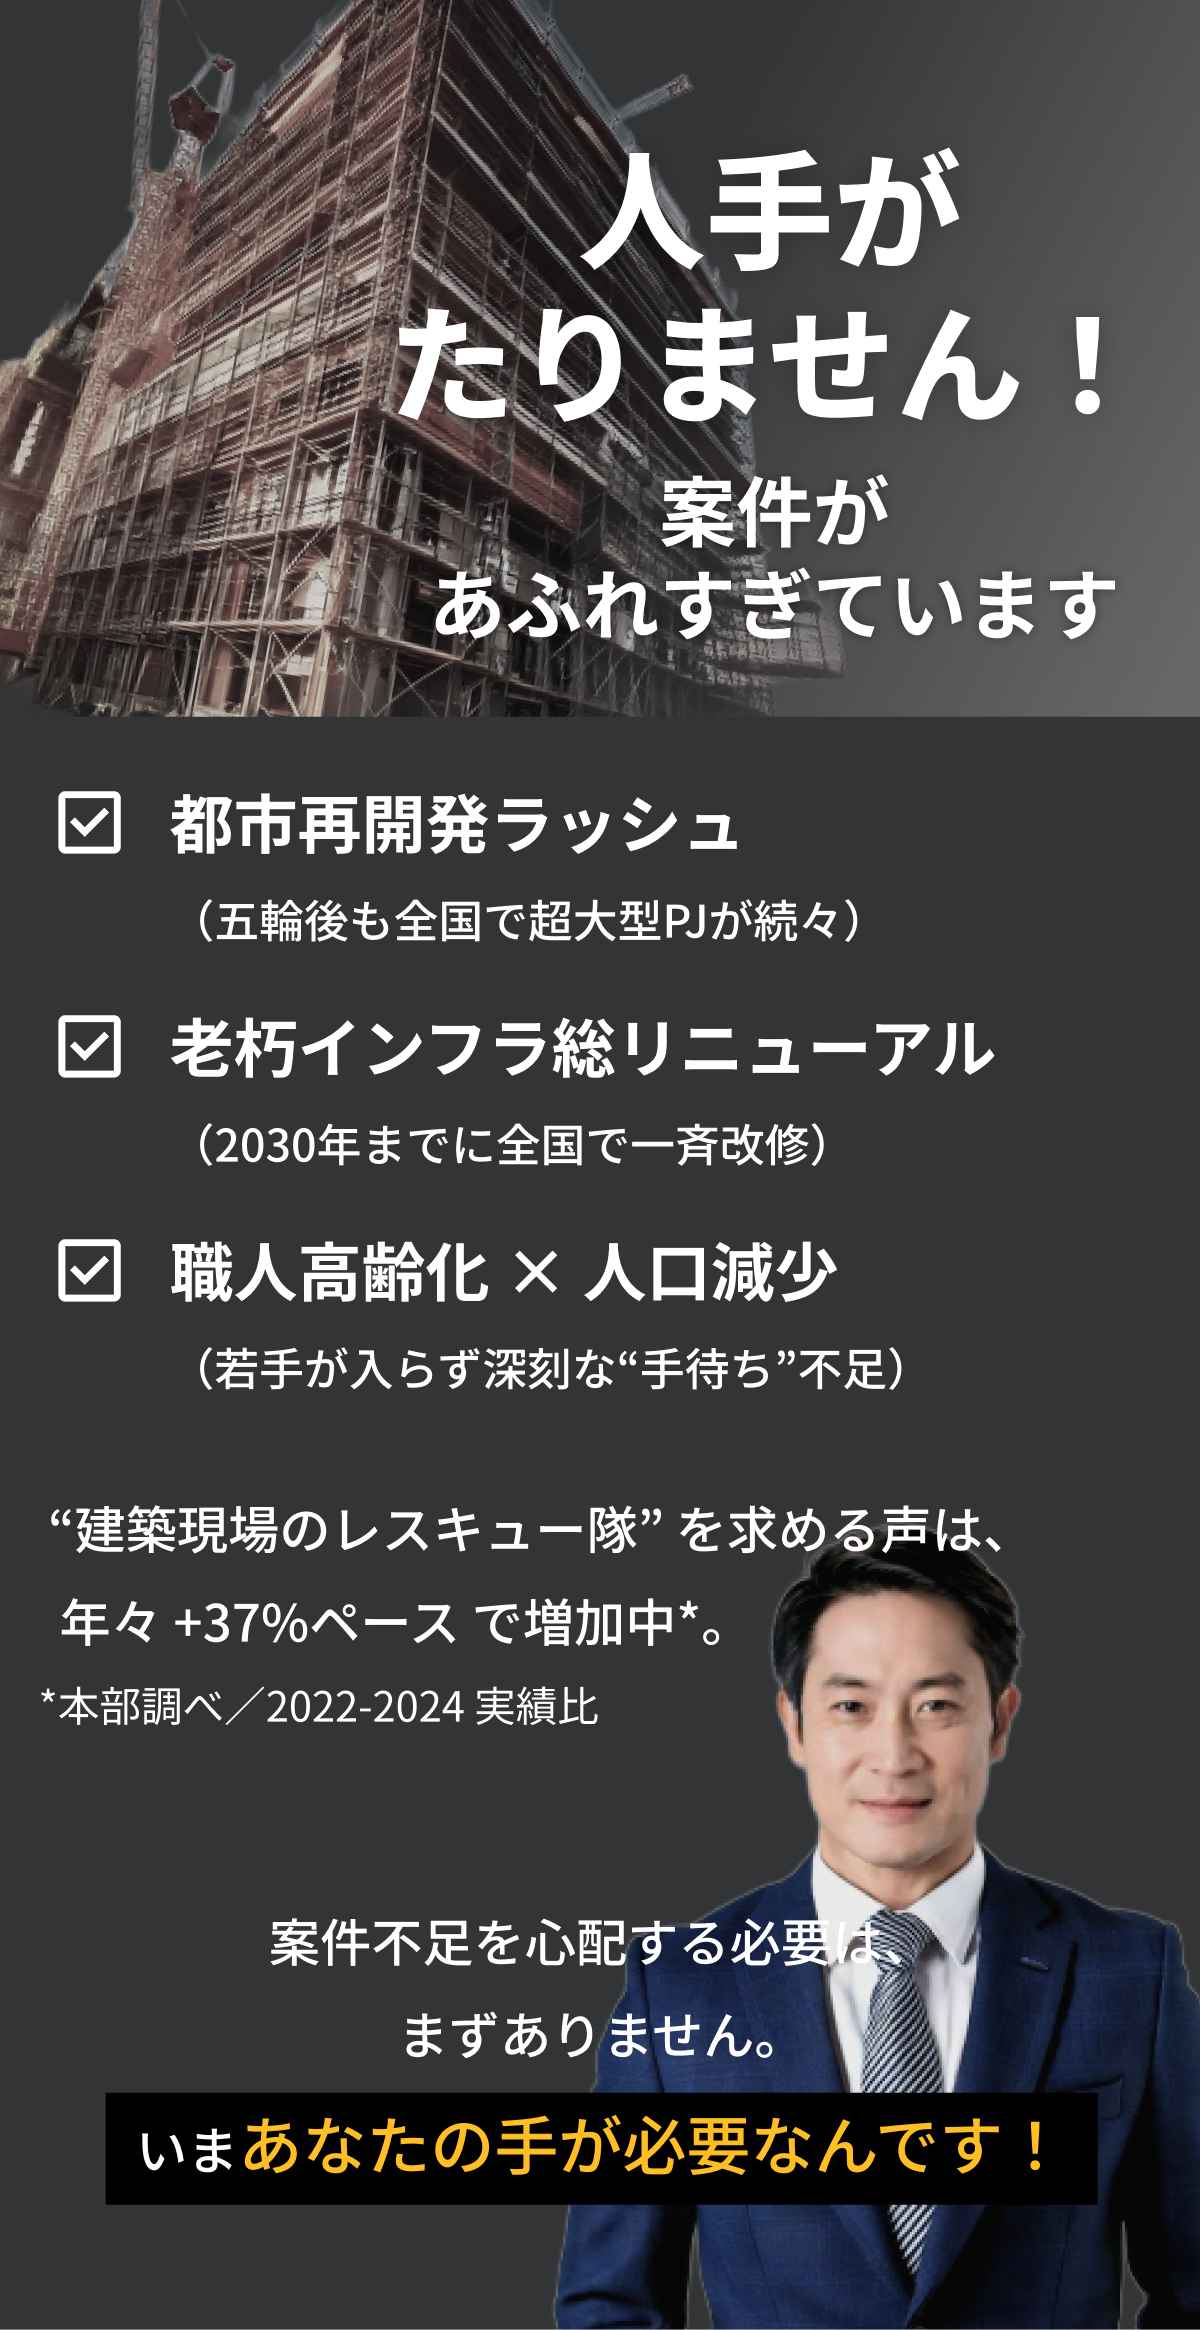 人手が
たりません！
案件が
あふれすぎています
都市再開発ラッシュ
（五輪後も全国で超大型PJが続々）
老朽インフラ総リニューアル
（2030年までに全国で一斉改修）
職人高齢化 × 人口減少
（若手が入らず深刻な“手待ち”不足）
“建築現場のレスキュー隊” を求める声は、
年々 +37%ペース で増加中*。
*本部調べ／2022-2024 実績比
案件不足を心配する必要は、
まずありません。
いまあなたの手が必要なんです！